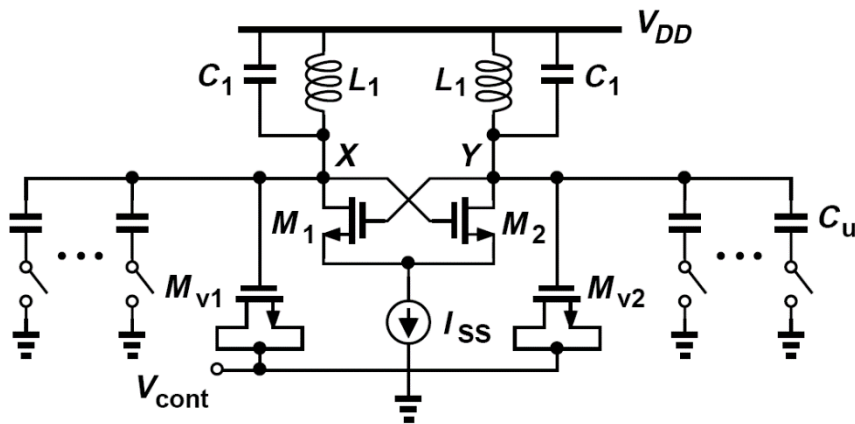 V_DD
C_1 L_1 L_1 C_1
X Y
M_1 M_2
C_u
M_v1 I_SS M_v2
V_cont